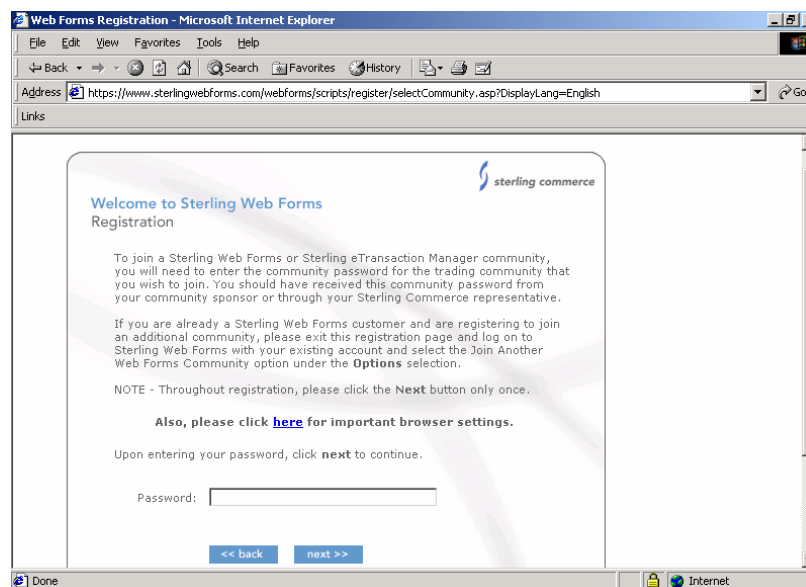 Web Forms Registration - Microsoft Internet Explorer
File Edit View Favorites Tools Help
Back Search Favorites History
Address https://www.sterlingwebforms.com/webforms/scripts/register/selectCommunity.asp?DisplayLang=English Go
Links
sterling commerce
Welcome to Sterling Web Forms
Registration
To join a Sterling Web Forms or Sterling eTransaction Manager community,
you will need to enter the community password for the trading community that
you wish to join. You should have received this community password from
your community sponsor or through your Sterling Commerce representative.
If you are already a Sterling Web Forms customer and are registering to join
an additional community, please exit this registration page and log on to
Sterling Web Forms with your existing account and select the Join Another
Web Forms Community option under the Options selection.
NOTE - Throughout registration, please click the Next button only once.
Also, please click here for important browser settings.
Upon entering your password, click next to continue.
Password:
<< back next >>
Done Internet